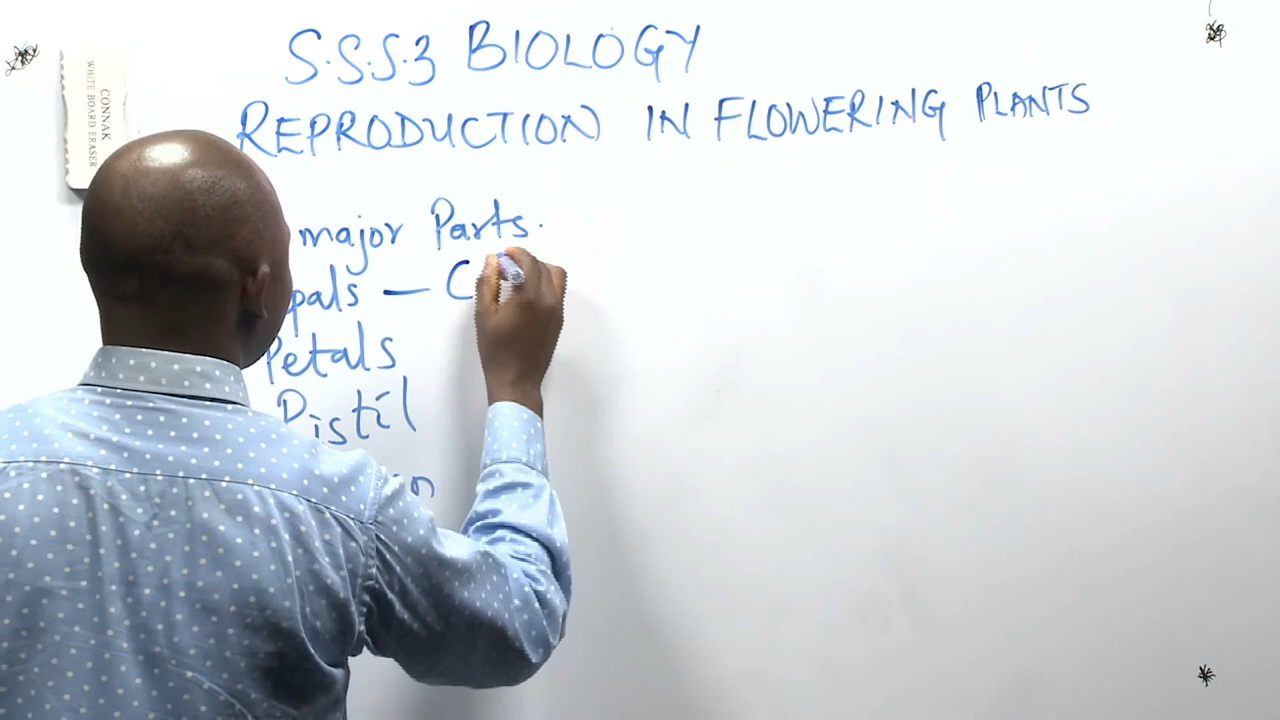 S.S.S.3 BIOLOGY
REPRODUCTION IN FLOWERING PLANTS
CONNAK
WHITE BOARD ERASER
major Parts.
pals — C
Petals
Pistil